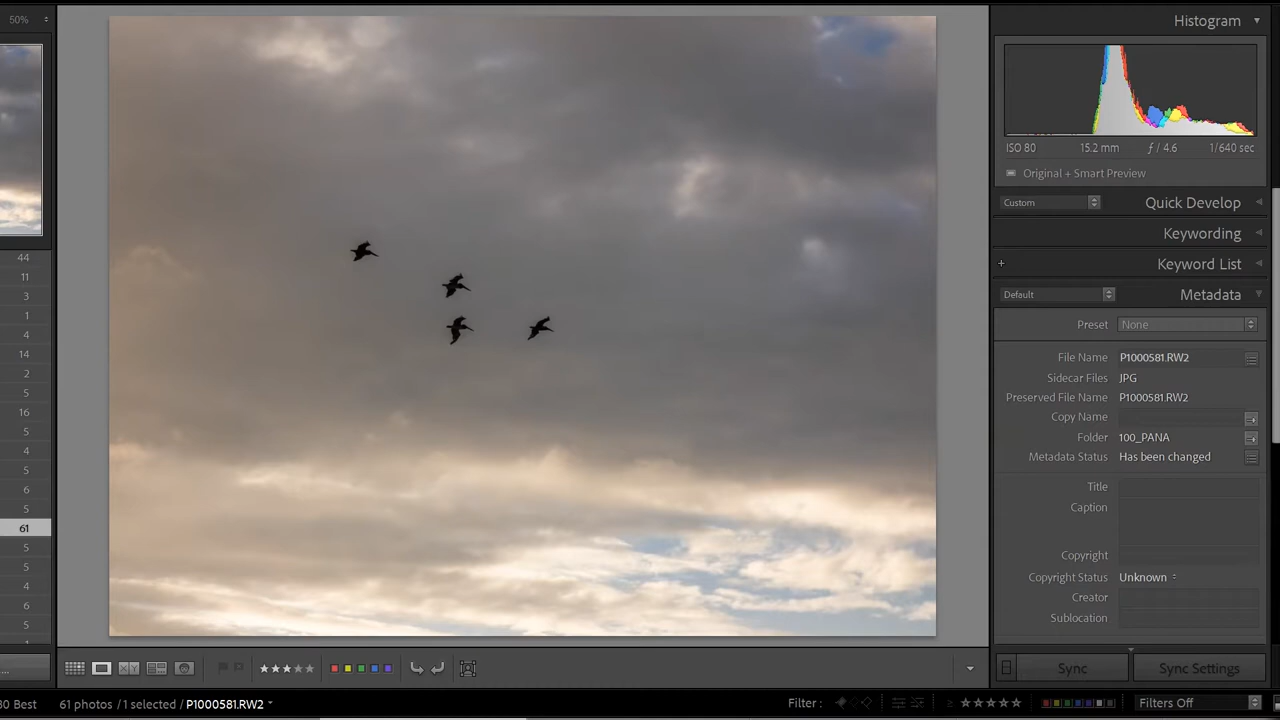 50%
Histogram
ISO 80 15.2 mm ƒ / 4.6 1/640 sec
Original + Smart Preview
Custom Quick Develop
Keywording
+ Keyword List
Default Metadata
Preset None
File Name P1000581.RW2
Sidecar Files JPG
Preserved File Name P1000581.RW2
Copy Name
Folder 100_PANA
Metadata Status Has been changed
Title
Caption
Copyright
Copyright Status Unknown
Creator
Sublocation
44
11
3
1
4
14
2
5
16
5
4
5
6
5
61
5
5
4
6
5
...
XY
Sync Sync Settings
30 Best 61 photos / 1 selected / P1000581.RW2
Filter : ≥ Filters Off